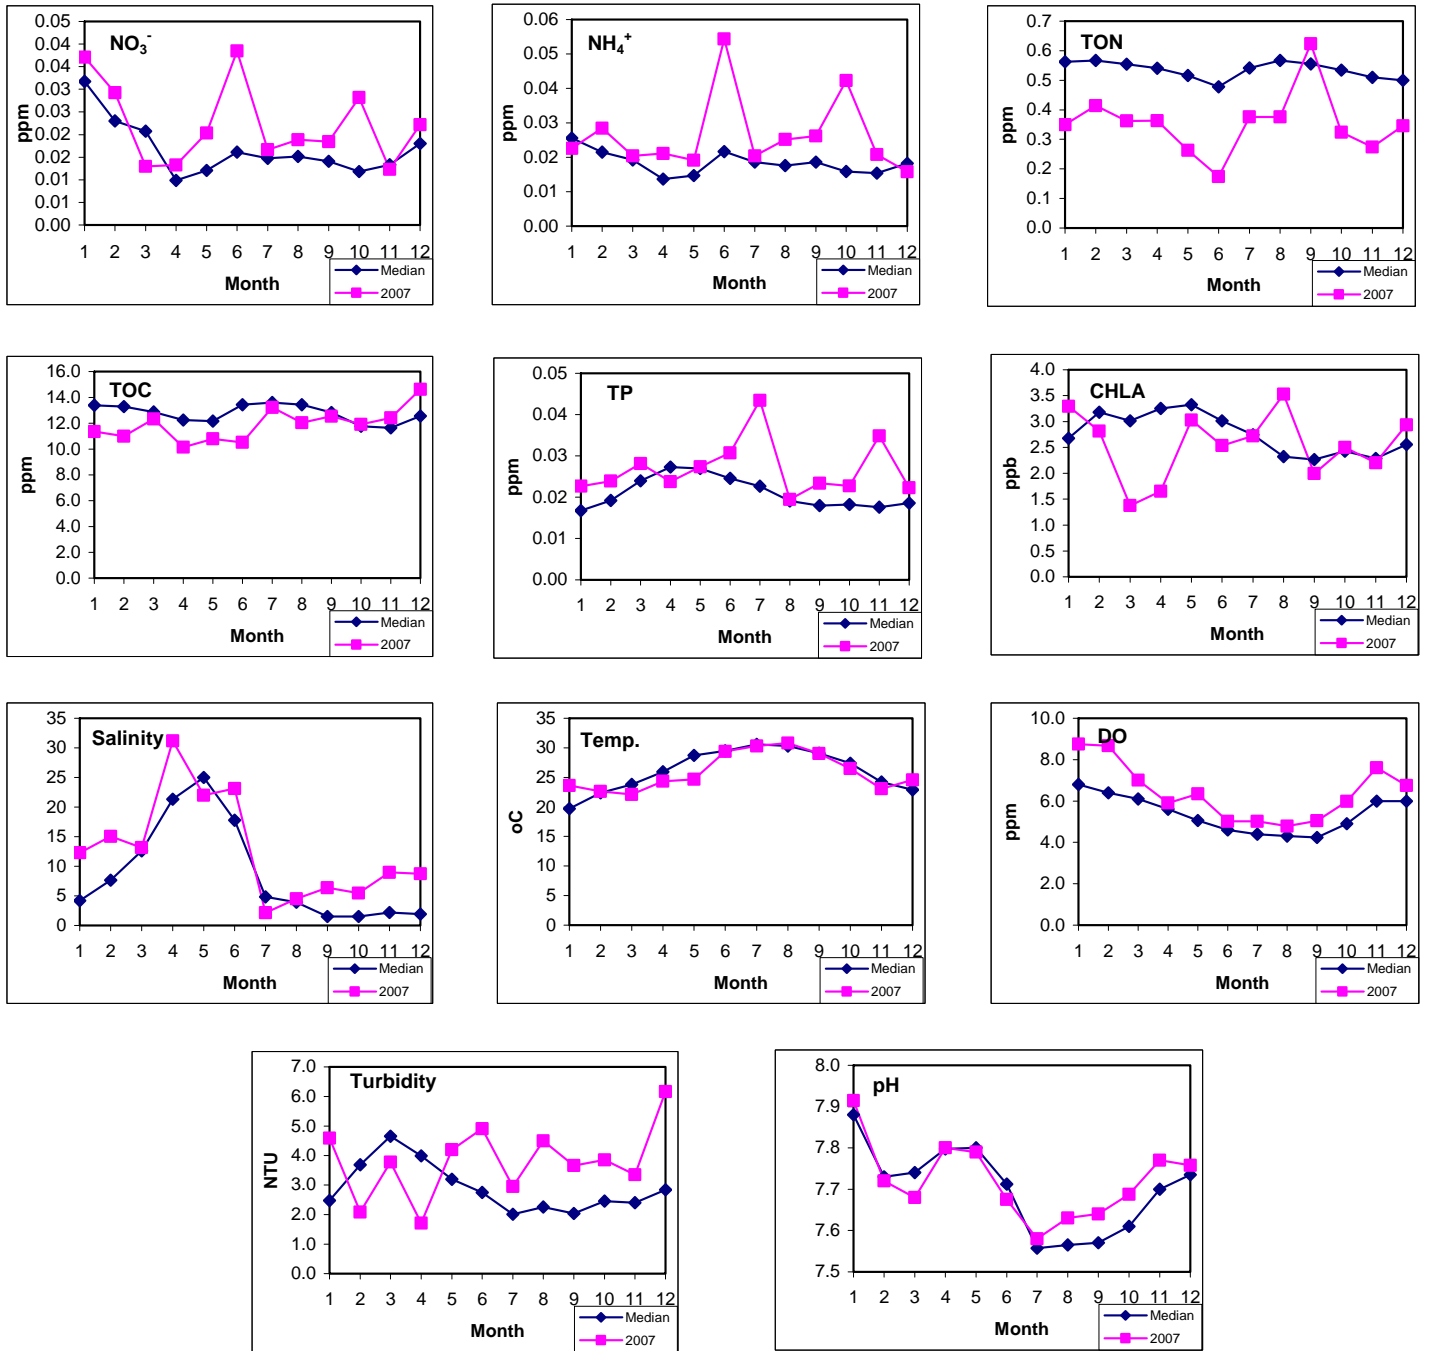 NO3-
ppm
0.05
0.04
0.04
0.03
0.03
0.02
0.02
0.01
0.01
0.00
1 2 3 4 5 6 7 8 9 10 11 12
Month
Median
2007
NH4+
ppm
0.06
0.05
0.04
0.03
0.02
0.01
0.00
1 2 3 4 5 6 7 8 9 10 11 12
Month
Median
2007
TON
ppm
0.7
0.6
0.5
0.4
0.3
0.2
0.1
0.0
1 2 3 4 5 6 7 8 9 10 11 12
Month
Median
2007
TOC
ppm
16.0
14.0
12.0
10.0
8.0
6.0
4.0
2.0
0.0
1 2 3 4 5 6 7 8 9 10 11 12
Month
Median
2007
TP
ppm
0.05
0.04
0.03
0.02
0.01
0.00
1 2 3 4 5 6 7 8 9 10 11 12
Month
Median
2007
CHLA
ppb
4.0
3.5
3.0
2.5
2.0
1.5
1.0
0.5
0.0
1 2 3 4 5 6 7 8 9 10 11 12
Month
Median
2007
Salinity
35
30
25
20
15
10
5
0
1 2 3 4 5 6 7 8 9 10 11 12
Month
Median
2007
Temp.
oC
35
30
25
20
15
10
5
0
1 2 3 4 5 6 7 8 9 10 11 12
Month
Median
2007
DO
ppm
10.0
8.0
6.0
4.0
2.0
0.0
1 2 3 4 5 6 7 8 9 10 11 12
Month
Median
2007
Turbidity
NTU
7.0
6.0
5.0
4.0
3.0
2.0
1.0
0.0
1 2 3 4 5 6 7 8 9 10 11 12
Month
Median
2007
pH
8.0
7.9
7.8
7.7
7.6
7.5
1 2 3 4 5 6 7 8 9 10 11 12
Month
Median
2007